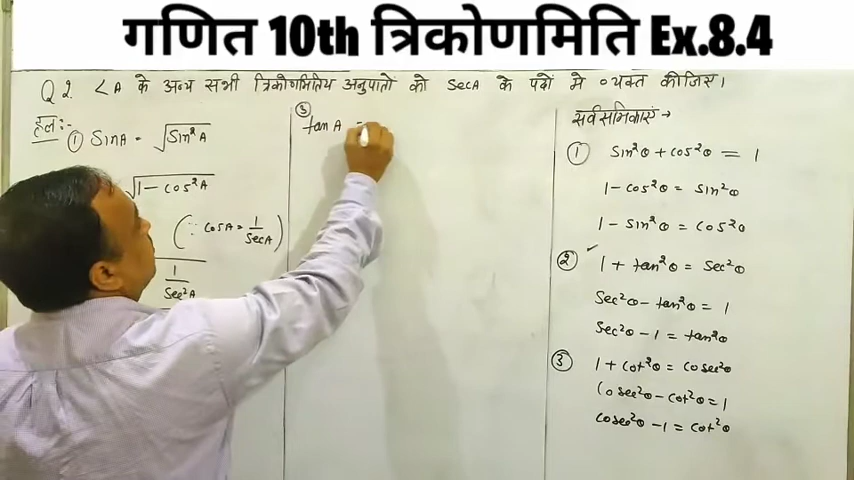 गणित 10th त्रिकोणमिति Ex.8.4
Q 2. ∠A के अन्य सभी त्रिकोणमितिय अनुपातों को SecA के पदों में व्यक्त कीजिए।
हल:-
① SinA = √Sin²A
√1 - cos²A
(∵ cosA = 1/SecA)
1/Sec²A
③
tan A =
सर्वसमिकाएं →
① Sin²θ + cos²θ = 1
1 - cos²θ = Sin²θ
1 - Sin²θ = cos²θ
② 1 + tan²θ = Sec²θ
Sec²θ - tan²θ = 1
Sec²θ - 1 = tan²θ
③ 1 + cot²θ = cosec²θ
Cosec²θ - cot²θ = 1
cosec²θ - 1 = cot²θ